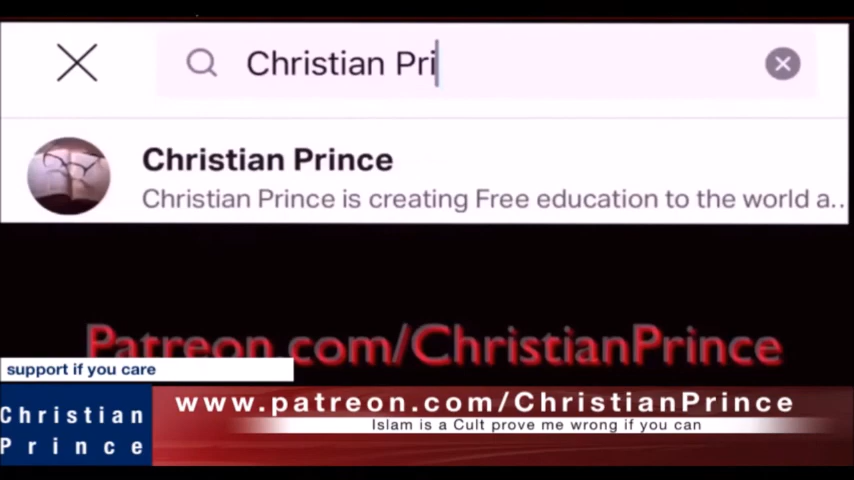 Christian Pri
Christian Prince
Christian Prince is creating Free education to the world a..
Patreon.com/ChristianPrince
support if you care
Christian
Prince
www.patreon.com/ChristianPrince
Islam is a Cult prove me wrong if you can